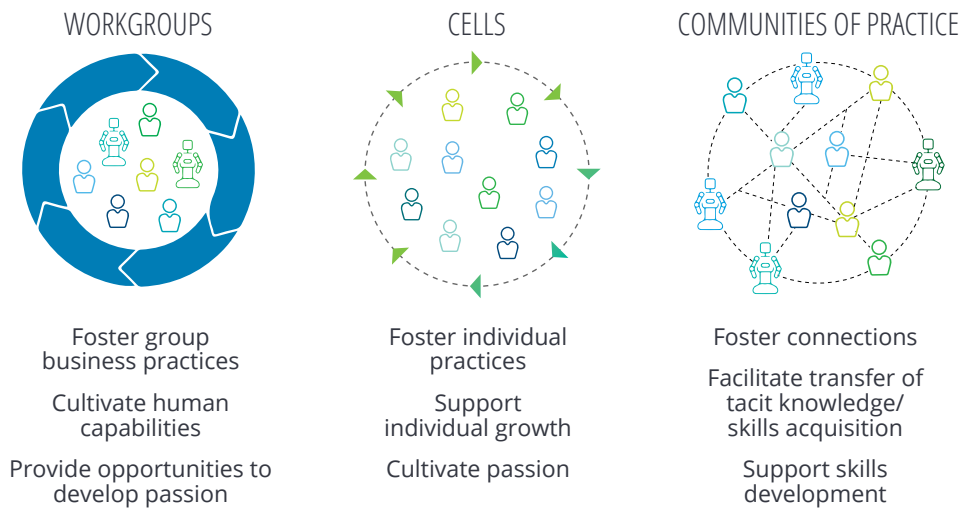 WORKGROUPS
Foster group
business practices
Cultivate human
capabilities
Provide opportunities to
develop passion
CELLS
Foster individual
practices
Support
individual growth
Cultivate passion
COMMUNITIES OF PRACTICE
Foster connections
Facilitate transfer of
tacit knowledge/
skills acquisition
Support skills
development